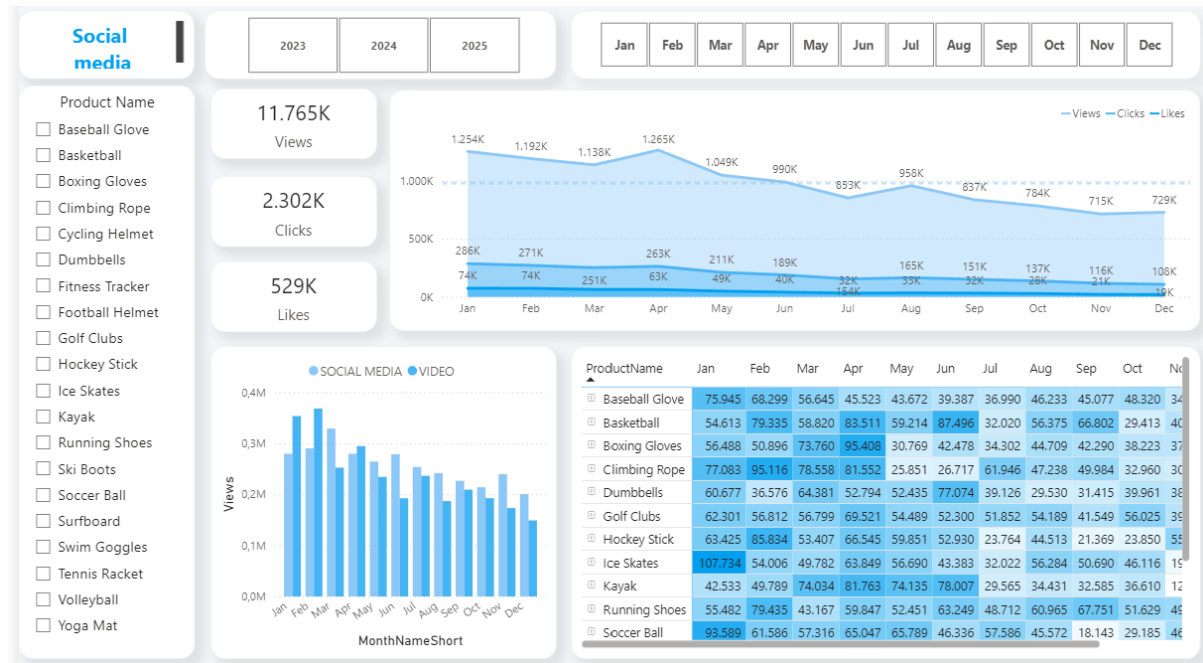 Social
media
2023 2024 2025
Jan Feb Mar Apr May Jun Jul Aug Sep Oct Nov Dec
Product Name
Baseball Glove
Basketball
Boxing Gloves
Climbing Rope
Cycling Helmet
Dumbbells
Fitness Tracker
Football Helmet
Golf Clubs
Hockey Stick
Ice Skates
Kayak
Running Shoes
Ski Boots
Soccer Ball
Surfboard
Swim Goggles
Tennis Racket
Volleyball
Yoga Mat
11.765K
Views
2.302K
Clicks
529K
Likes
Views Clicks Likes
1.254K 1.192K 1.138K 1.265K 1.049K 990K 853K 958K 837K 784K 715K 729K
1.000K
500K
286K 271K 251K 263K 211K 189K 154K 165K 151K 137K 116K 108K
74K 74K 63K 49K 40K 32K 33K 32K 28K 21K 19K
0K
Jan Feb Mar Apr May Jun Jul Aug Sep Oct Nov Dec
SOCIAL MEDIA VIDEO
0,4M
0,3M
0,2M
0,1M
0,0M
Views
Jan Feb Mar Apr May Jun Jul Aug Sep Oct Nov Dec
MonthNameShort
ProductName Jan Feb Mar Apr May Jun Jul Aug Sep Oct
Baseball Glove 75.945 68.299 56.645 45.523 43.672 39.387 36.990 46.233 45.077 48.320 34
Basketball 54.613 79.335 58.820 83.511 59.214 87.496 32.020 56.375 66.802 29.413 40
Boxing Gloves 56.488 50.896 73.760 95.408 30.769 42.478 34.302 44.709 42.290 38.223 37
Climbing Rope 77.083 95.116 78.558 81.552 25.851 26.717 61.946 47.238 49.984 32.960 30
Dumbbells 60.677 36.576 64.381 52.794 52.435 77.074 39.126 29.530 31.415 39.961 38
Golf Clubs 62.301 56.812 56.799 69.521 54.489 52.300 51.852 54.189 41.549 56.025 39
Hockey Stick 63.425 85.834 53.407 66.545 59.851 52.930 23.764 44.513 21.369 23.850 55
Ice Skates 107.734 54.006 49.782 63.849 56.690 43.383 32.022 56.284 50.690 46.116 19
Kayak 42.533 49.789 74.034 81.763 74.135 78.007 29.565 34.431 32.585 36.610 12
Running Shoes 55.482 79.435 43.167 59.847 52.451 63.249 48.712 60.965 67.751 51.629 49
Soccer Ball 93.589 61.586 57.316 65.047 65.789 46.336 57.586 45.572 18.143 29.185 46